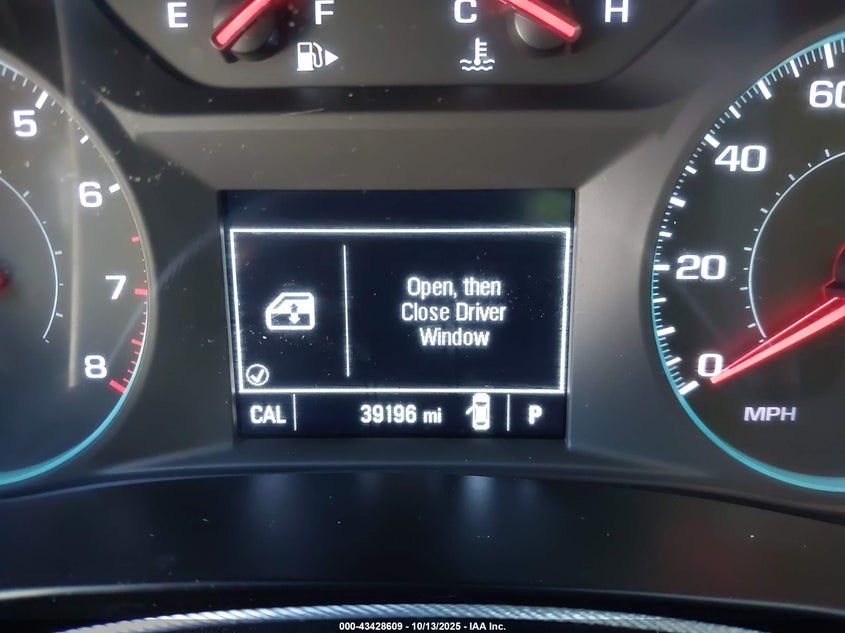 E F C H
5
6
7
8
60
40
20
0
MPH
Open, then
Close Driver
Window
CAL 39196 mi P
000-43428609 - 10/13/2025 - IAA Inc.